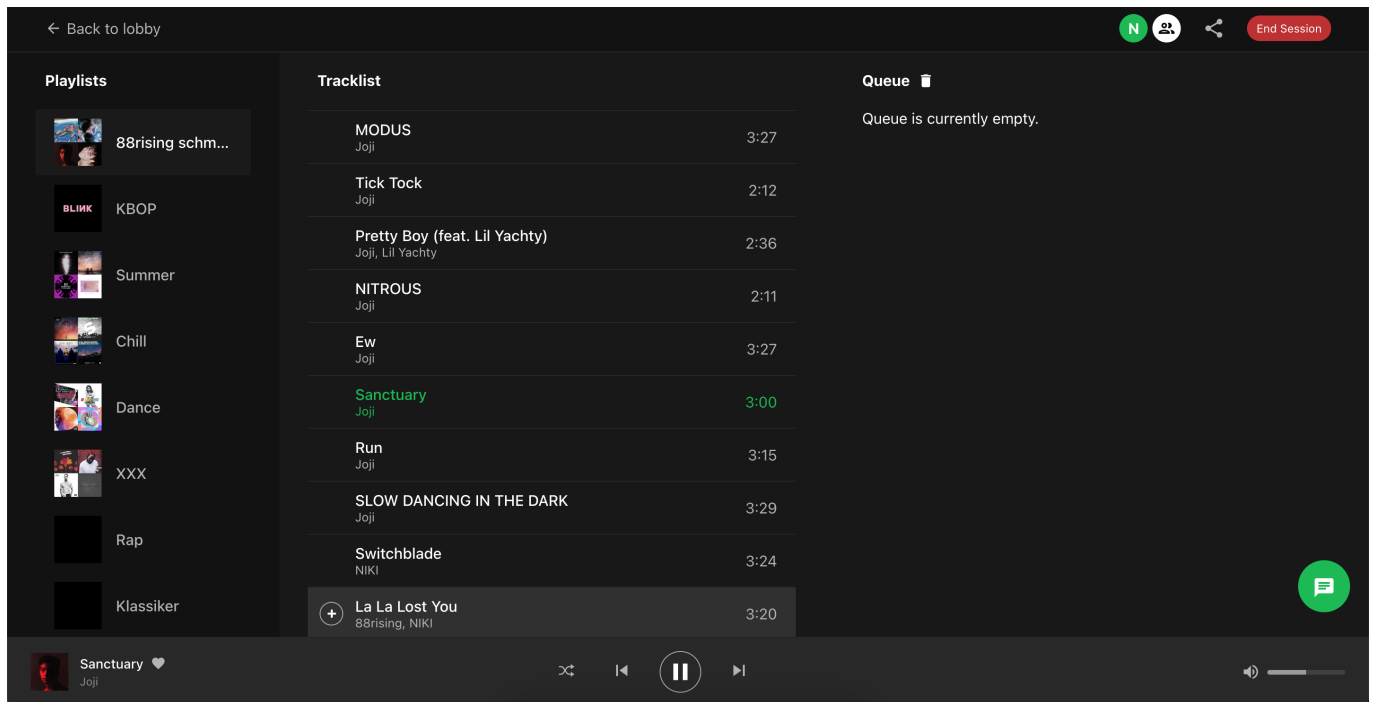 Back to lobby
N
End Session
Playlists
88rising schm...
BLINK
KBOP
Summer
Chill
Dance
XXX
Rap
Klassiker
Tracklist
MODUS
Joji
3:27
Tick Tock
Joji
2:12
Pretty Boy (feat. Lil Yachty)
Joji, Lil Yachty
2:36
NITROUS
Joji
2:11
Ew
Joji
3:27
Sanctuary
Joji
3:00
Run
Joji
3:15
SLOW DANCING IN THE DARK
Joji
3:29
Switchblade
NIKI
3:24
La La Lost You
88rising, NIKI
3:20
Queue
Queue is currently empty.
Sanctuary
Joji